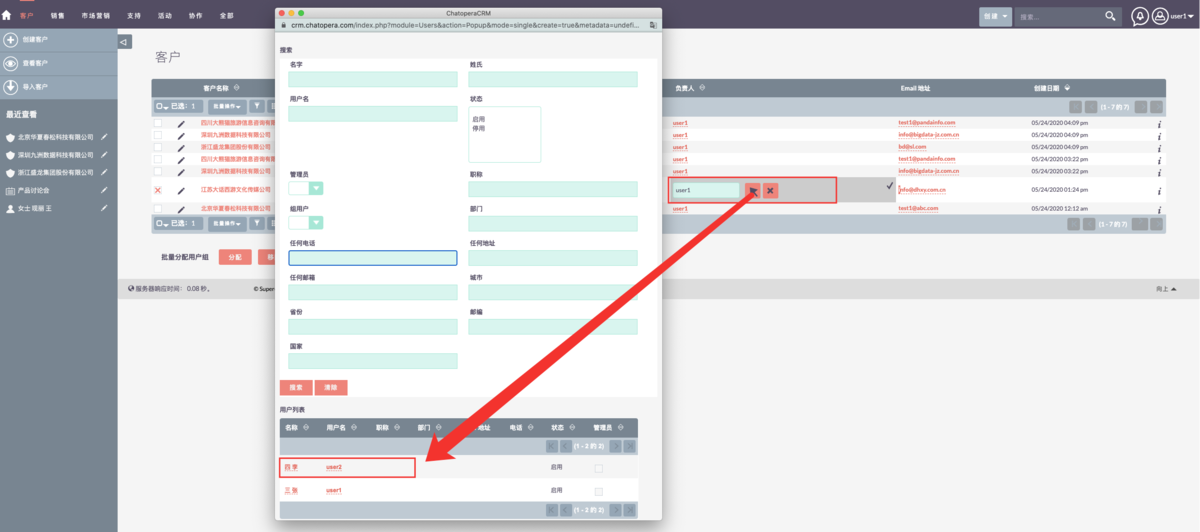 客户 销售 市场营销 支持 活动 协作 全部
创建 搜索... user1
创建客户
查看客户
导入客户
最近查看
北京华夏春松科技有限公司
深圳九洲数据科技有限公司
浙江盛龙集团股份有限公司
产品讨论会
女士 琨丽 王
客户
客户名称
已选: 1 批量操作
四川大熊猫旅游信息咨询有
深圳九洲数据科技有限公司
浙江盛龙集团股份有限公司
四川大熊猫旅游信息咨询有
深圳九洲数据科技有限公司
江苏大话西游文化传媒公司
北京华夏春松科技有限公司
已选: 1 批量操作
批量分配用户组 分配
服务器响应时间: 0.08 秒。 © Super
ChatoperaCRM
crm.chatopera.com/index.php?module=Users&action=Popup&mode=single&create=true&metadata=undefi...
搜索
名字 姓氏
用户名 状态
启用
停用
管理员 职称
组用户 部门
任何电话 任何地址
任何邮箱 城市
省份 邮编
国家
搜索 清除
用户列表
名称 用户名 职称 部门 地址 电话 状态 管理员
(1 - 2 的 2)
四 李 user2 启用
三 张 user1 启用
(1 - 2 的 2)
负责人 Email 地址 创建日期
(1 - 7 的 7)
user1 test1@pandainfo.com 05/24/2020 04:09 pm
user1 info@bigdata-jz.com.cn 05/24/2020 04:09 pm
user1 bd@sl.com 05/24/2020 04:09 pm
user1 test1@pandainfo.com 05/24/2020 03:22 pm
user1 info@bigdata-jz.com.cn 05/24/2020 03:22 pm
user1 info@dhxy.com.cn 05/24/2020 01:24 pm
user1 test1@abc.com 05/24/2020 12:12 am
(1 - 7 的 7)
向上